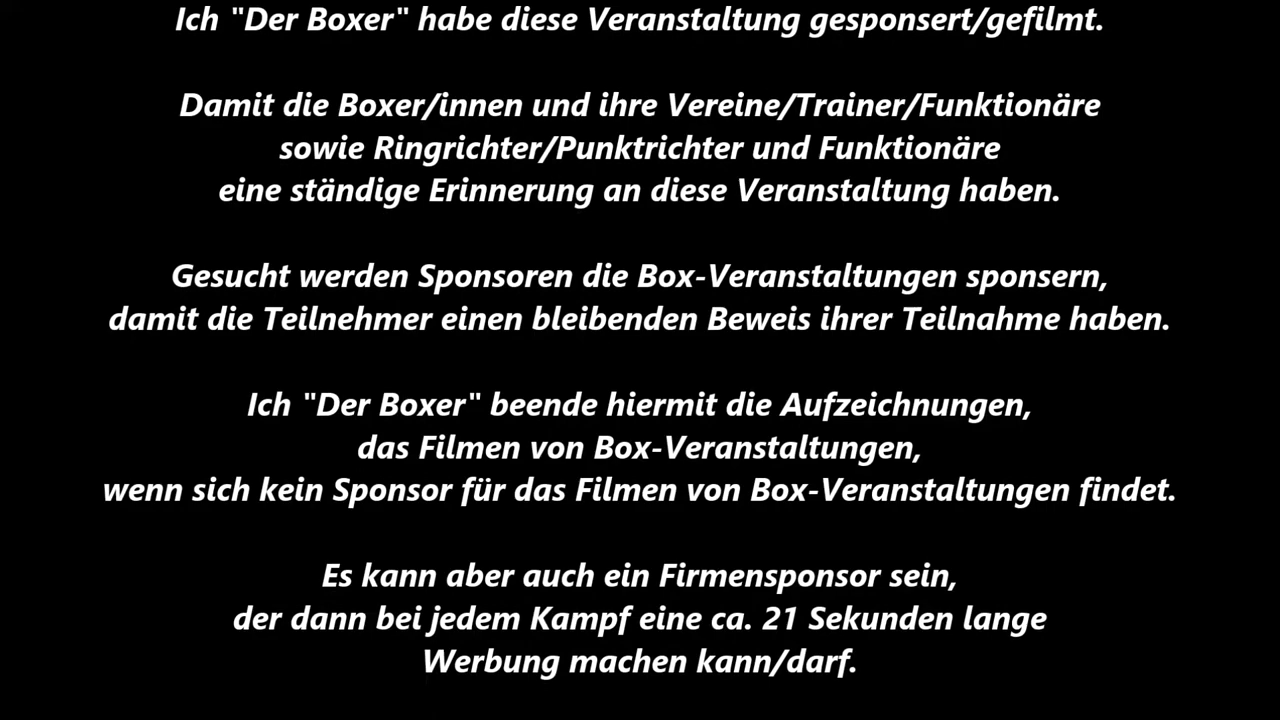 Ich "Der Boxer" habe diese Veranstaltung gesponsert/gefilmt.
Damit die Boxer/innen und ihre Vereine/Trainer/Funktionäre
sowie Ringrichter/Punktrichter und Funktionäre
eine ständige Erinnerung an diese Veranstaltung haben.
Gesucht werden Sponsoren die Box-Veranstaltungen sponsern,
damit die Teilnehmer einen bleibenden Beweis ihrer Teilnahme haben.
Ich "Der Boxer" beende hiermit die Aufzeichnungen,
das Filmen von Box-Veranstaltungen,
wenn sich kein Sponsor für das Filmen von Box-Veranstaltungen findet.
Es kann aber auch ein Firmensponsor sein,
der dann bei jedem Kampf eine ca. 21 Sekunden lange
Werbung machen kann/darf.